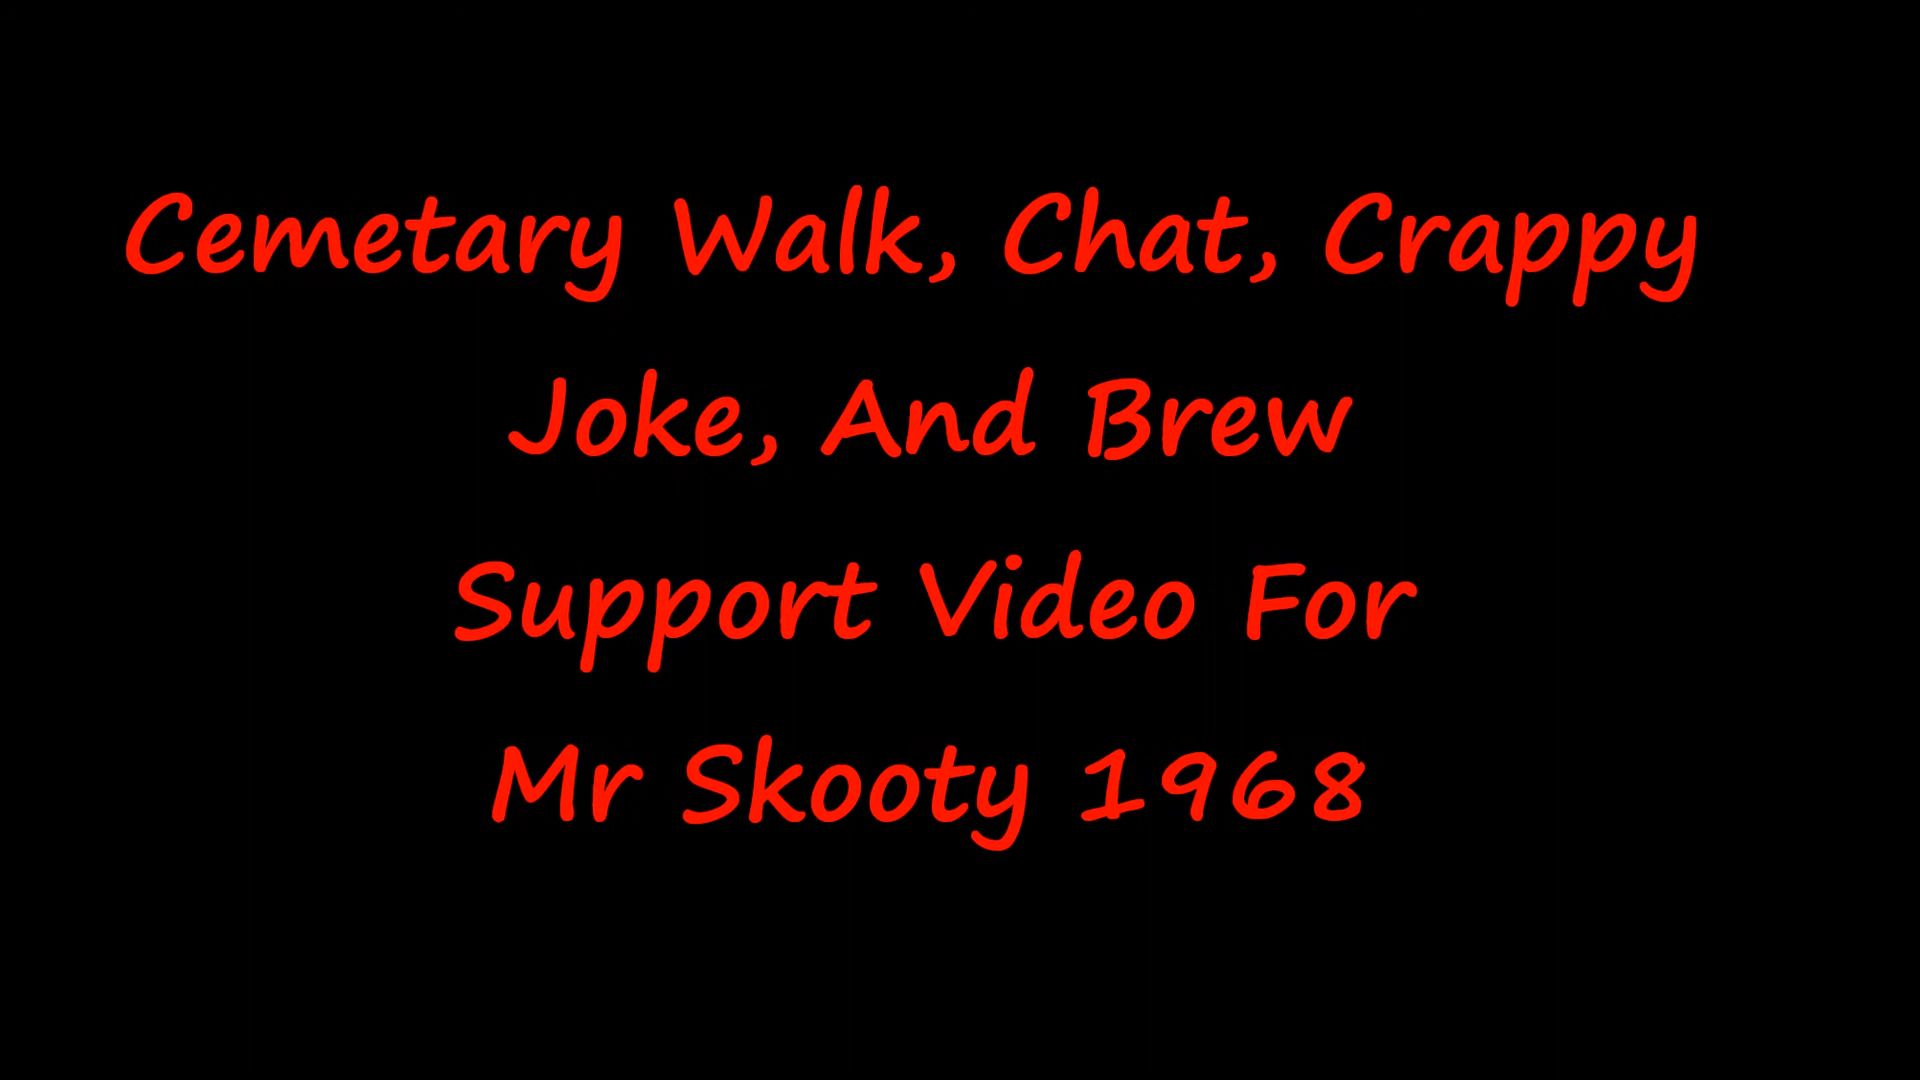 Cemetary Walk, Chat, Crappy
Joke, And Brew
Support Video For
Mr Skooty 1968